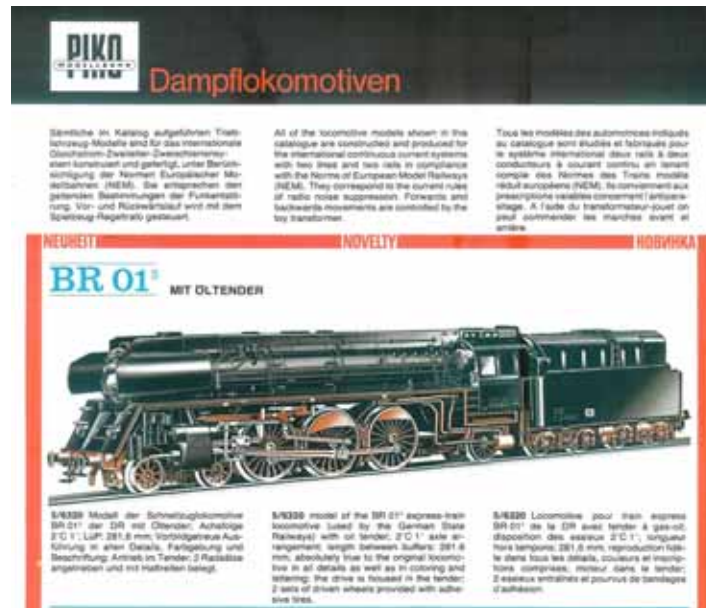 PIKO
MODELLBAHN
Dampflokomotiven
Sämtliche im Katalog aufgeführten Trieb-
fahrzeug-Modelle sind für das internationale
Gleichstrom-Zweileiter-Zweischienensy-
stem konstruiert und gefertigt, unter Berück-
sichtigung der Normen Europäischer Mo-
dellbahnen (NEM). Sie entsprechen den
geltenden Bestimmungen der Funkentstö-
rung. Vor- und Rückwärtslauf wird mit dem
Spielzeug-Regeltrafo gesteuert.
All of the locomotive models shown in this
catalogue are constructed and produced for
the international continuous current systems
with two lines and two rails in compliance
with the Norms of European Model Railways
(NEM). They correspond to the current rules
of radio noise suppression. Forwards and
backwards movements are controlled by the
toy transformer.
Tous les modèles des automotrices indiqués
au catalogue sont étudiés et fabriqués pour
le système international deux rails à deux
conducteurs à courant continu en tenant
compte des Normes des Trains modèle
réduit européens (NEM). Ils conviennent aux
prescriptions valables concernant l'antipara-
sitage. A l'aide du transformateur-jouet on
peut commender les marches avant et
arrière.
NEUHEIT NOVELTY НОВИНКА
BR 01⁵ MIT ÖLTENDER
5/6320 Modell der Schnellzuglokomotive
BR 01⁵ der DR mit Öltender; Achsfolge
2'C 1'; LüP: 281,6 mm; Vorbildgetreue Aus-
führung in allen Details, Farbgebung und
Beschriftung; Antrieb im Tender; 2 Radsätze
angetrieben und mit Haftreifen belegt.
5/6320 model of the BR 01⁵ express-train
locomotive (used by the German State
Railways) with oil tender; 2'C 1' axle ar-
rangement; length between buffers: 281.6
mm, absolutely true to the original locomo-
tive in all details as well as in coloring and
lettering; the drive is housed in the tender;
2 sets of driven wheels provided with adhe-
sive tires.
5/6320 Locomotive pour train express
BR 01⁵ de la DR avec tender à gas-oil;
disposition des essieux 2'C 1'; longueur
hors tampons: 281,6 mm, reproduction fidè-
le dans tous les détails, couleurs et inscrip-
tions comprises; moteur dans le tender;
2 essieux entraînés et pourvus de bandages
d'adhésion.